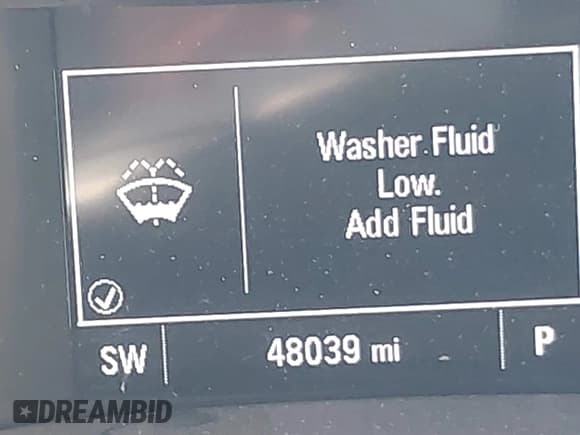 Washer Fluid
Low.
Add Fluid
SW
48039 mi
P
DREAMBID